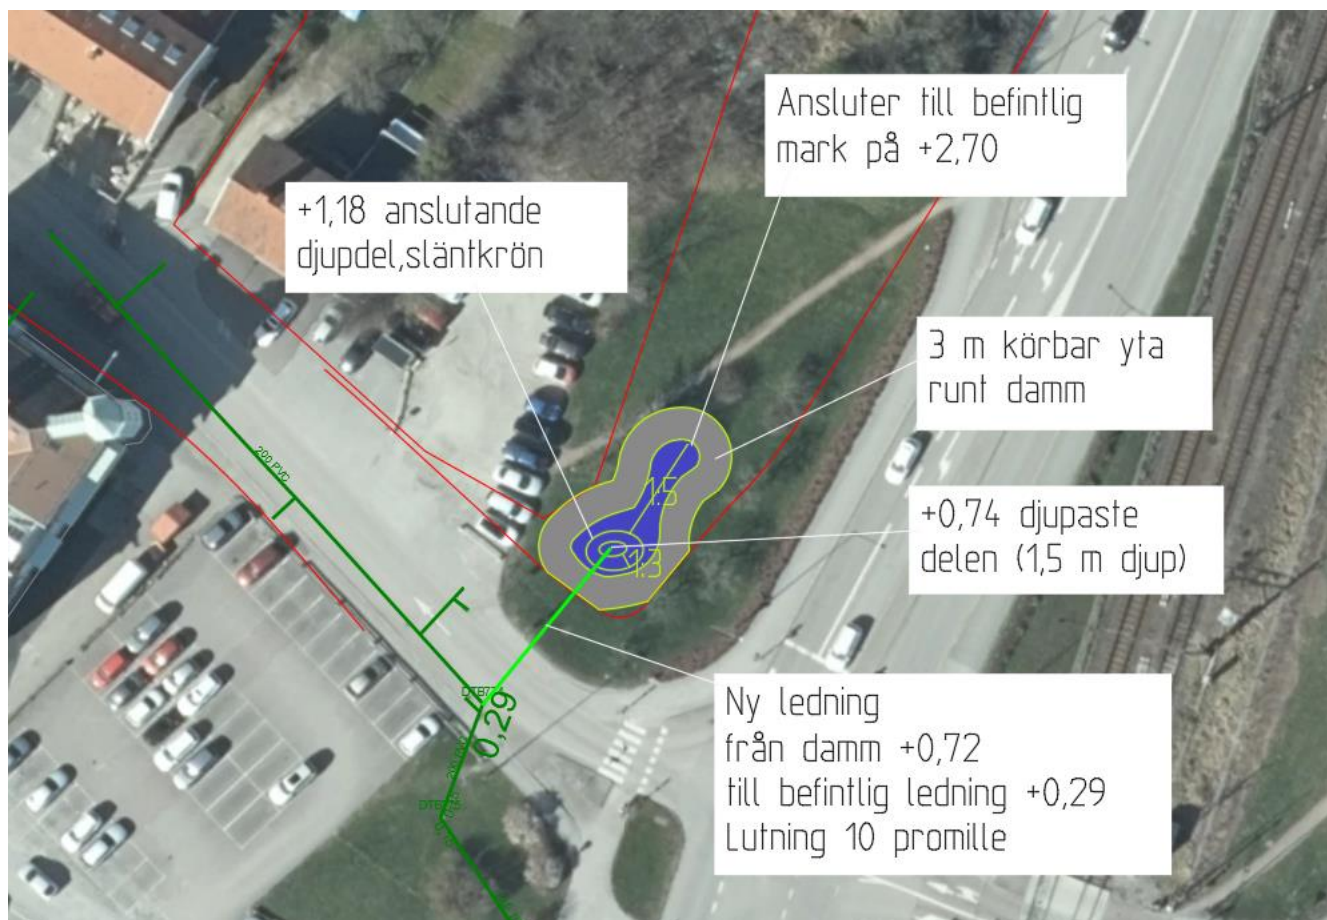 Ansluter till befintlig
mark på +2,70
+1,18 anslutande
djupdel,släntkrön
3 m körbar yta
runt damm
200 PVC
1:5
+0,74 djupaste
delen (1,5 m djup)
1:3
0,29
Ny ledning
från damm +0,72
till befintlig ledning +0,29
Lutning 10 promille